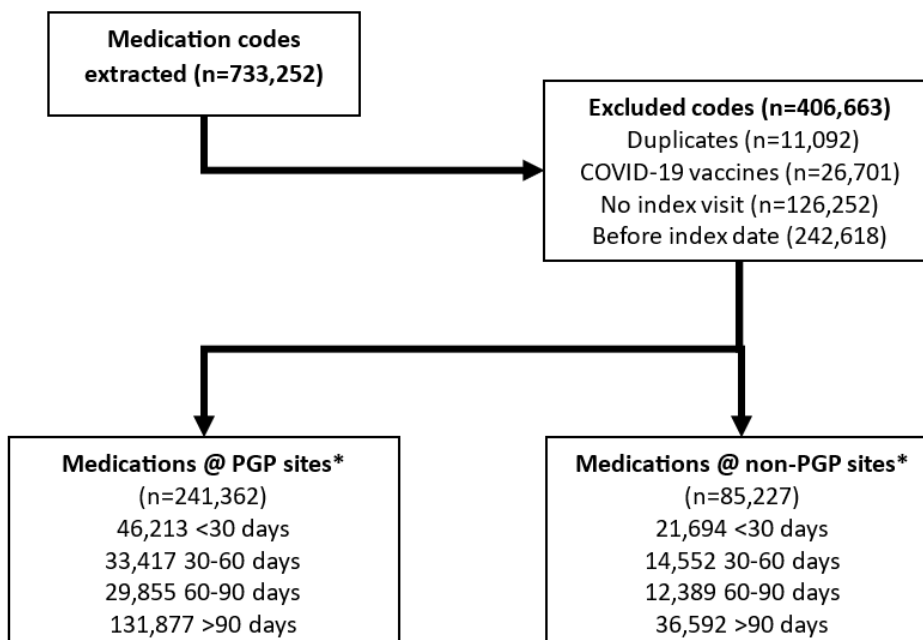 Medication codes
extracted (n=733,252)
Excluded codes (n=406,663)
Duplicates (n=11,092)
COVID-19 vaccines (n=26,701)
No index visit (n=126,252)
Before index date (242,618)
Medications @ PGP sites*
(n=241,362)
46,213 <30 days
33,417 30-60 days
29,855 60-90 days
131,877 >90 days
Medications @ non-PGP sites*
(n=85,227)
21,694 <30 days
14,552 30-60 days
12,389 60-90 days
36,592 >90 days